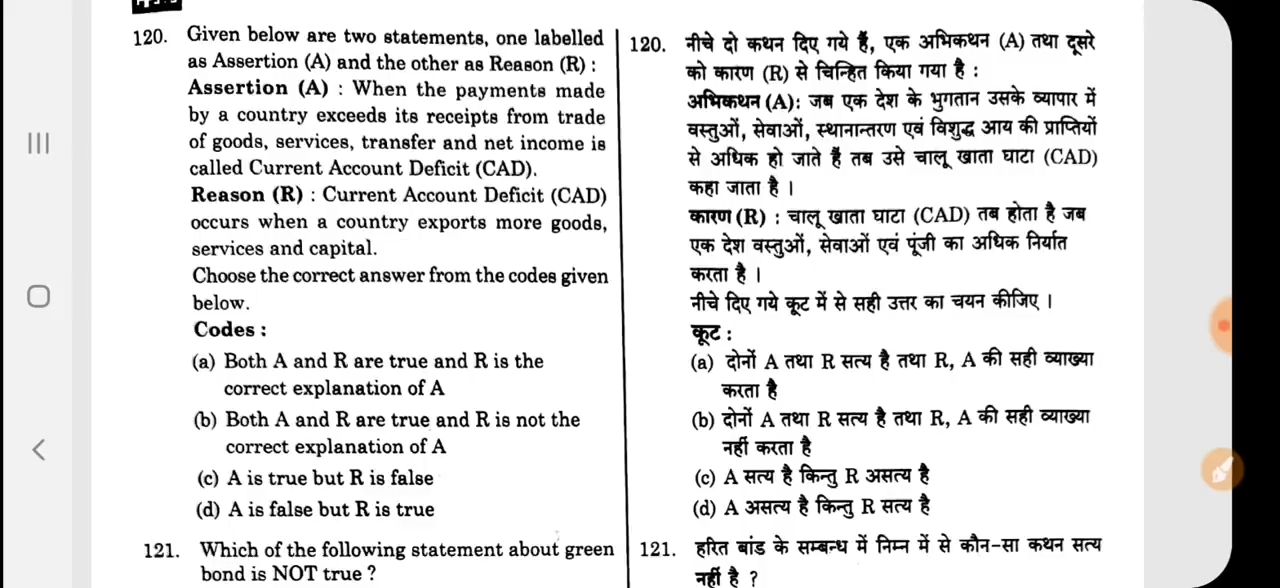 120. Given below are two statements, one labelled
as Assertion (A) and the other as Reason (R) :
Assertion (A) : When the payments made
by a country exceeds its receipts from trade
of goods, services, transfer and net income is
called Current Account Deficit (CAD).
Reason (R) : Current Account Deficit (CAD)
occurs when a country exports more goods,
services and capital.
Choose the correct answer from the codes given
below.
Codes :
(a) Both A and R are true and R is the
correct explanation of A
(b) Both A and R are true and R is not the
correct explanation of A
(c) A is true but R is false
(d) A is false but R is true
121. Which of the following statement about green
bond is NOT true ?
120. नीचे दो कथन दिए गये हैं, एक अभिकथन (A) तथा दूसरे
को कारण (R) से चिन्हित किया गया है :
अभिकथन (A): जब एक देश के भुगतान उसके व्यापार में
वस्तुओं, सेवाओं, स्थानान्तरण एवं विशुद्ध आय की प्राप्तियों
से अधिक हो जाते हैं तब उसे चालू खाता घाटा (CAD)
कहा जाता है ।
कारण (R) : चालू खाता घाटा (CAD) तब होता है जब
एक देश वस्तुओं, सेवाओं एवं पूंजी का अधिक निर्यात
करता है ।
नीचे दिए गये कूट में से सही उत्तर का चयन कीजिए ।
कूट :
(a) दोनों A तथा R सत्य है तथा R, A की सही व्याख्या
करता है
(b) दोनों A तथा R सत्य है तथा R, A की सही व्याख्या
नहीं करता है
(c) A सत्य है किन्तु R असत्य है
(d) A असत्य है किन्तु R सत्य है
121. हरित बांड के सम्बन्ध में निम्न में से कौन-सा कथन सत्य
नहीं है ?